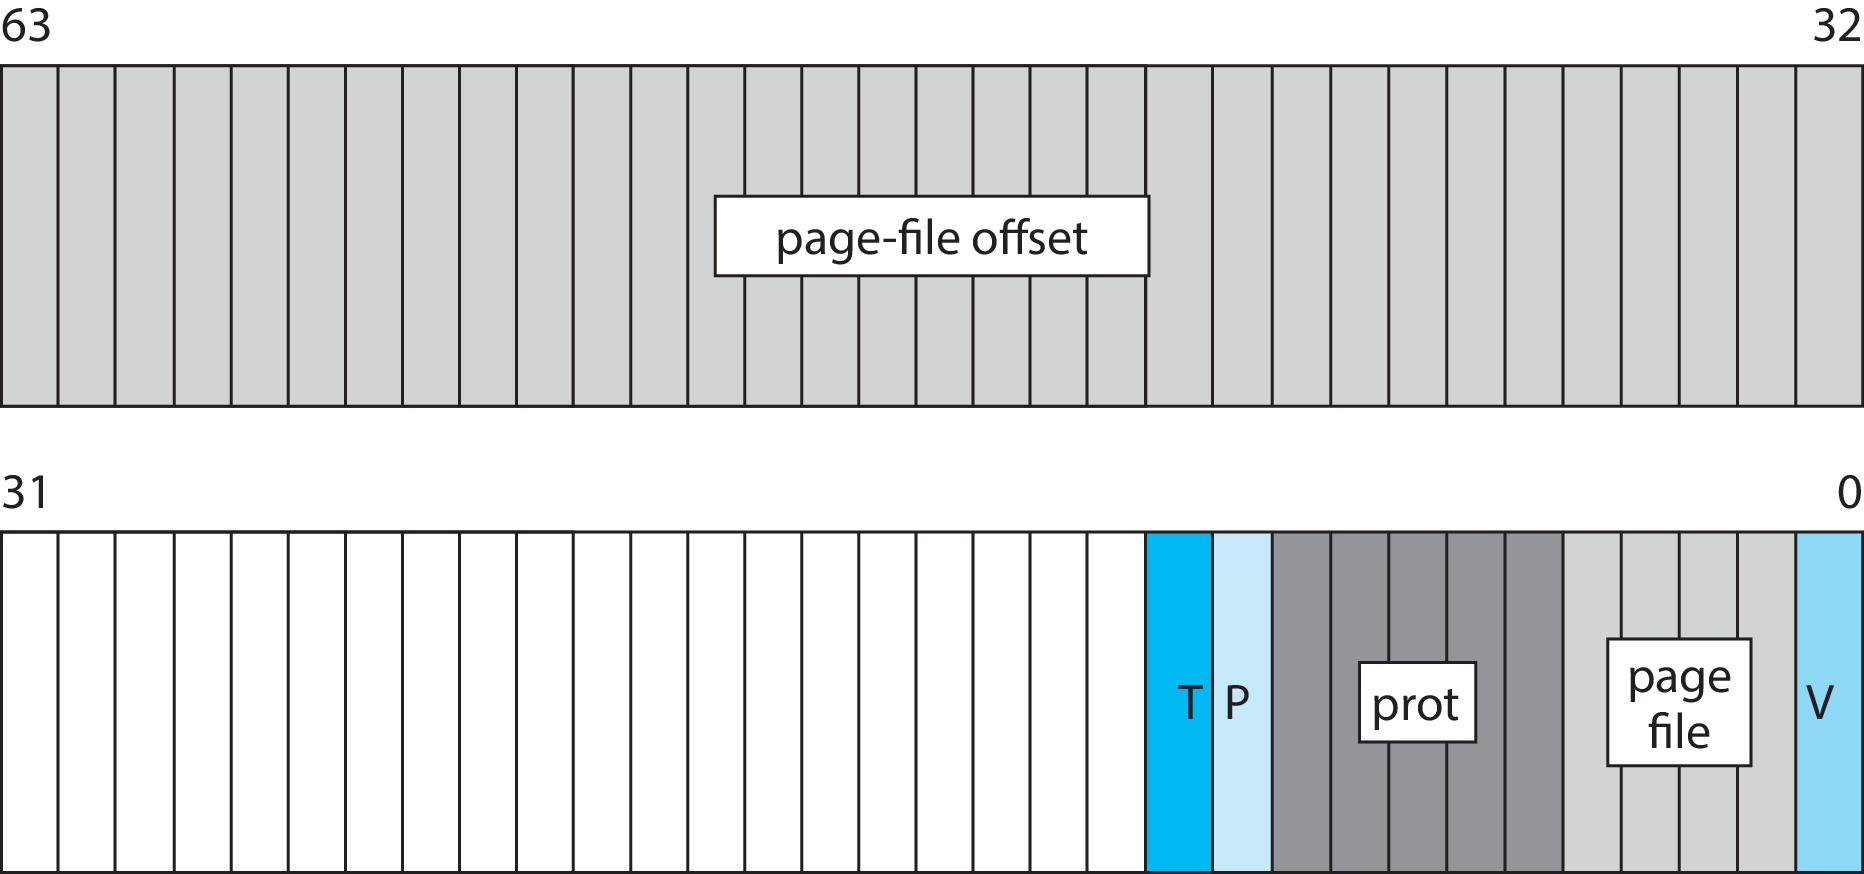 63 32
page-file offset
31 0
T P prot page file V